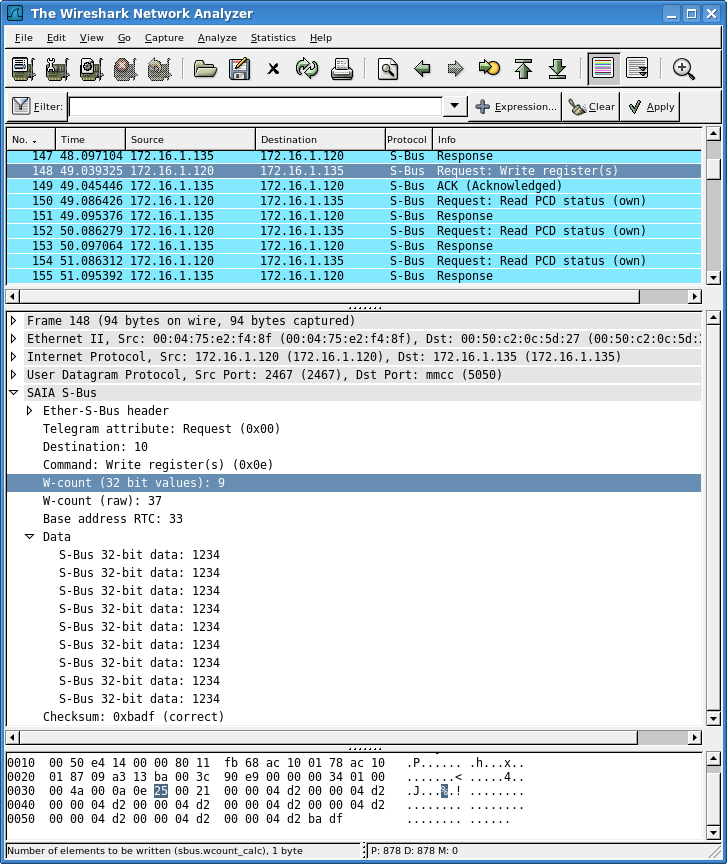 The Wireshark Network Analyzer
File Edit View Go Capture Analyze Statistics Help
Filter: Expression... Clear Apply
No. Time Source Destination Protocol Info
147 48.097104 172.16.1.135 172.16.1.120 S-Bus Response
148 49.039325 172.16.1.120 172.16.1.135 S-Bus Request: Write register(s)
149 49.045446 172.16.1.135 172.16.1.120 S-Bus ACK (Acknowledged)
150 49.086426 172.16.1.120 172.16.1.135 S-Bus Request: Read PCD status (own)
151 49.095376 172.16.1.135 172.16.1.120 S-Bus Response
152 50.086279 172.16.1.120 172.16.1.135 S-Bus Request: Read PCD status (own)
153 50.097064 172.16.1.135 172.16.1.120 S-Bus Response
154 51.086312 172.16.1.120 172.16.1.135 S-Bus Request: Read PCD status (own)
155 51.095392 172.16.1.135 172.16.1.120 S-Bus Response
Frame 148 (94 bytes on wire, 94 bytes captured)
Ethernet II, Src: 00:04:75:e2:f4:8f (00:04:75:e2:f4:8f), Dst: 00:50:c2:0c:5d:27 (00:50:c2:0c:5d:
Internet Protocol, Src: 172.16.1.120 (172.16.1.120), Dst: 172.16.1.135 (172.16.1.135)
User Datagram Protocol, Src Port: 2467 (2467), Dst Port: mmcc (5050)
SAIA S-Bus
Ether-S-Bus header
Telegram attribute: Request (0x00)
Destination: 10
Command: Write register(s) (0x0e)
W-count (32 bit values): 9
W-count (raw): 37
Base address RTC: 33
Data
S-Bus 32-bit data: 1234
S-Bus 32-bit data: 1234
S-Bus 32-bit data: 1234
S-Bus 32-bit data: 1234
S-Bus 32-bit data: 1234
S-Bus 32-bit data: 1234
S-Bus 32-bit data: 1234
S-Bus 32-bit data: 1234
S-Bus 32-bit data: 1234
Checksum: 0xbadf (correct)
0010 00 50 e4 14 00 00 80 11 fb 68 ac 10 01 78 ac 10 .P...... .h...x..
0020 01 87 09 a3 13 ba 00 3c 90 e9 00 00 00 34 01 00 .......< .....4..
0030 00 4a 00 0a 0e 25 00 21 00 00 04 d2 00 00 04 d2 .J...%.! ........
0040 00 00 04 d2 00 00 04 d2 00 00 04 d2 00 00 04 d2 ........ ........
0050 00 00 04 d2 00 00 04 d2 00 00 04 d2 ba df ........ ......
Number of elements to be written (sbus.wcount_calc), 1 byte P: 878 D: 878 M: 0